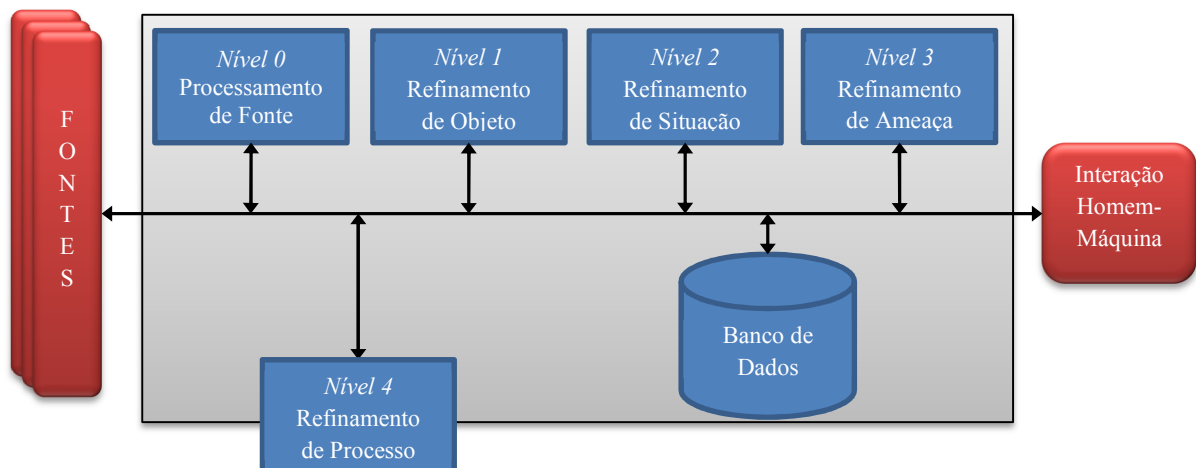 FONTES
Nível 0
Processamento
de Fonte
Nível 1
Refinamento
de Objeto
Nível 2
Refinamento
de Situação
Nível 3
Refinamento
de Ameaça
Interação
Homem-
Máquina
Banco de
Dados
Nível 4
Refinamento
de Processo